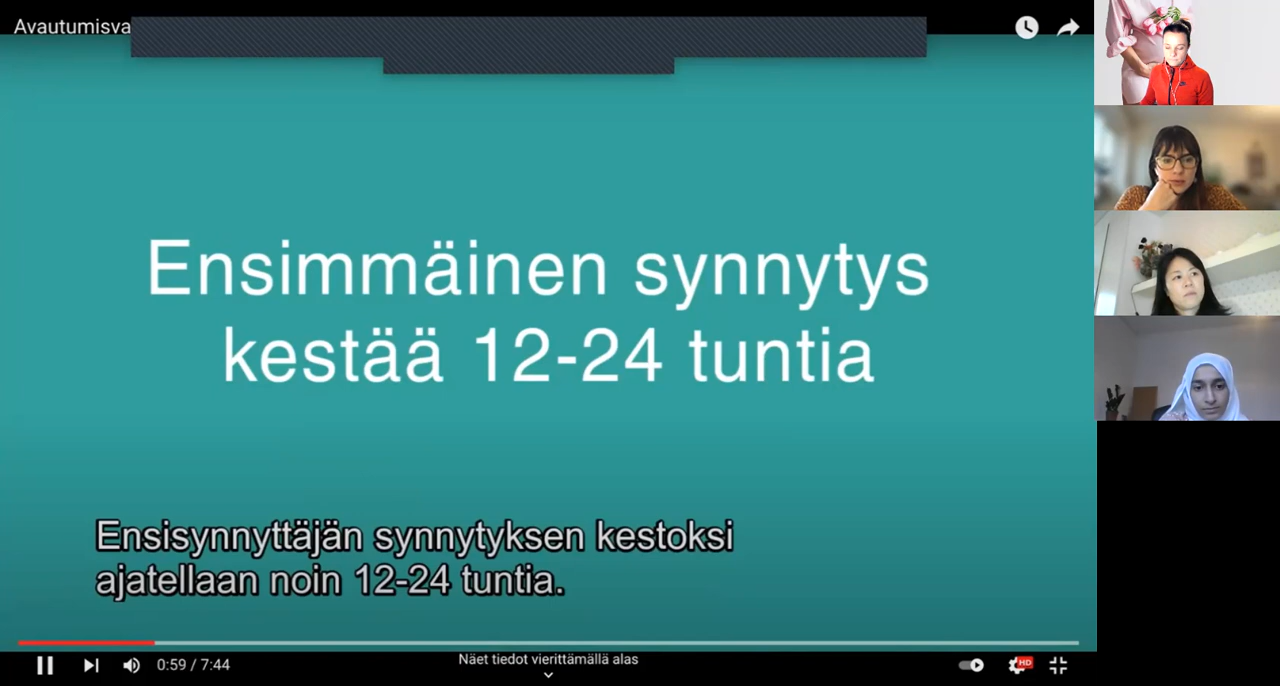 Avautumisva
Ensimmäinen synnytys
kestää 12-24 tuntia
Ensisynnyttäjän synnytyksen kestoksi
ajatellaan noin 12-24 tuntia.
0:59 / 7:44
Näet tiedot vierittämällä alas
HD